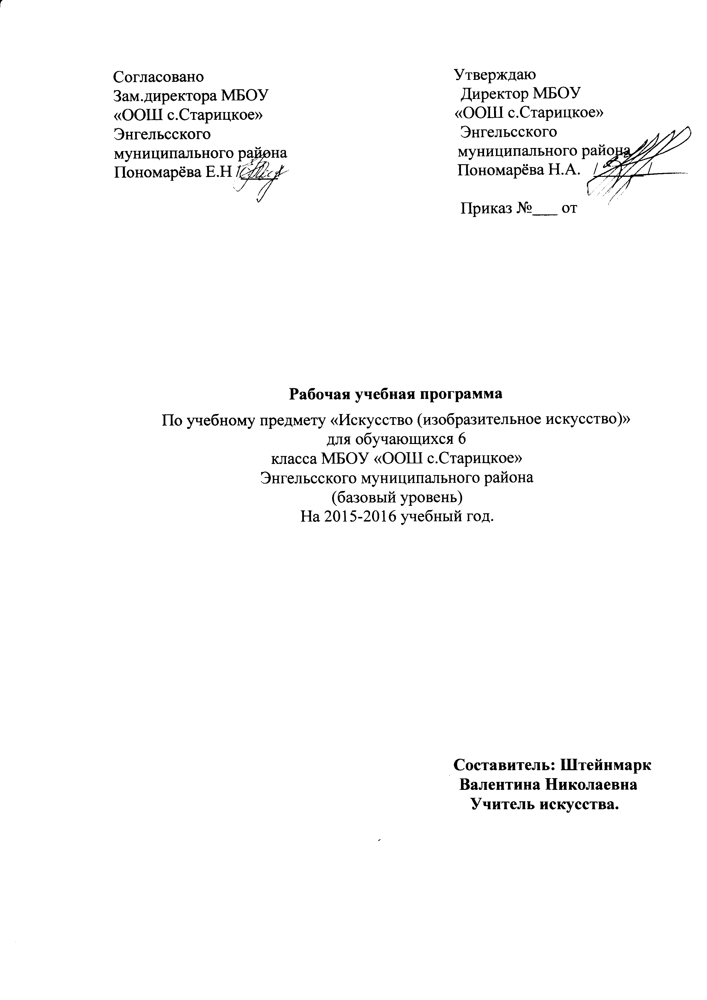 Согласовано
Зам.директора МБОУ
«ООШ с.Старицкое»
Энгельсского
муниципального района
Пономарёва Е.Н /
Утверждаю
Директор МБОУ
«ООШ с.Старицкое»
Энгельсского
муниципального района
Пономарёва Н.А. /________/
Приказ №___ от
Рабочая учебная программа
По учебному предмету «Искусство (изобразительное искусство)»
для обучающихся 6
класса МБОУ «ООШ с.Старицкое»
Энгельсского муниципального района
(базовый уровень)
На 2015-2016 учебный год.
Составитель: Штейнмарк
Валентина Николаевна
Учитель искусства.